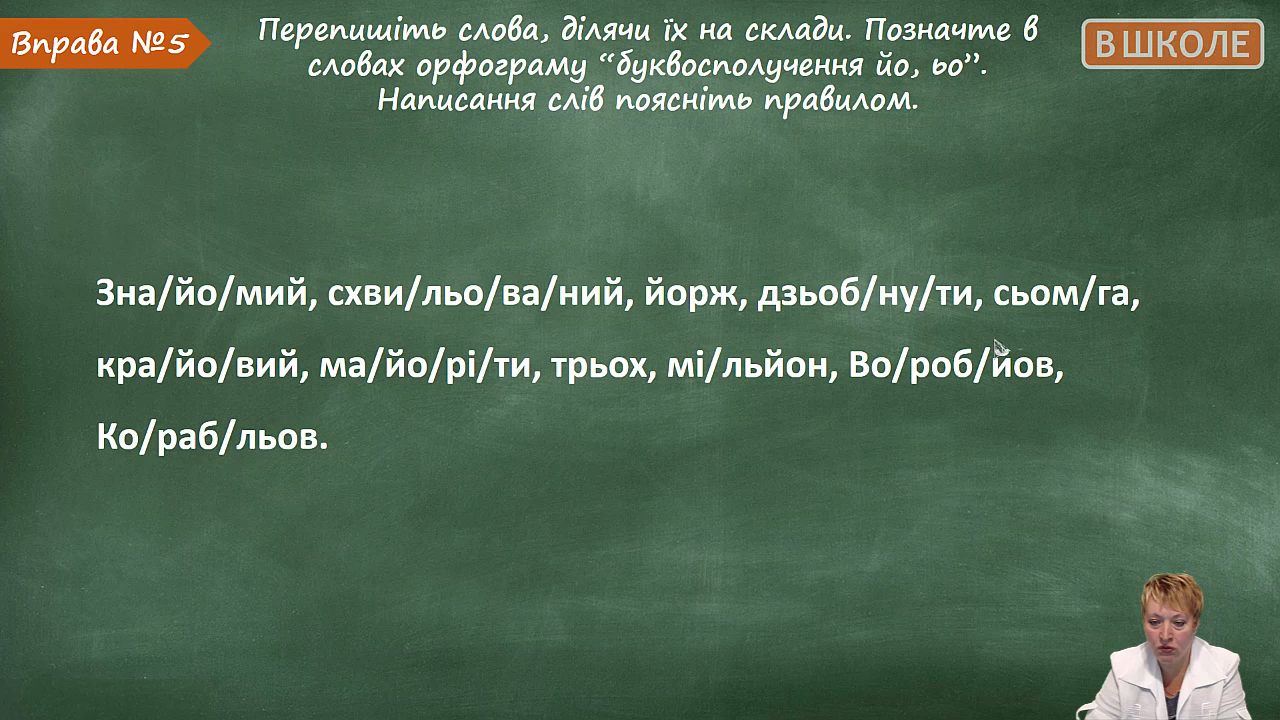 Вправа №5
Перепишіть слова, ділячи їх на склади. Позначте в
словах орфограму “буквосполучення йо, ьо”.
Написання слів поясніть правилом.
В ШКОЛЕ
Зна/йо/мий, схви/льо/ва/ний, йорж, дзьоб/ну/ти, сьом/га,
кра/йо/вий, ма/йо/рі/ти, трьох, мі/льйон, Во/роб/йов,
Ко/раб/льов.